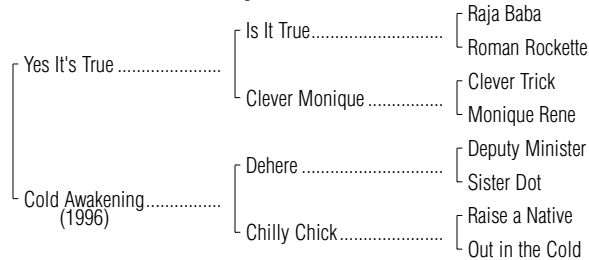 Raja Baba
Is It True....................
Roman Rockette
Yes It's True ....................
Clever Trick
Clever Monique ...............
Monique Rene
Deputy Minister
Dehere .......................
Sister Dot
Cold Awakening...............
(1996)
Raise a Native
Chilly Chick....................
Out in the Cold